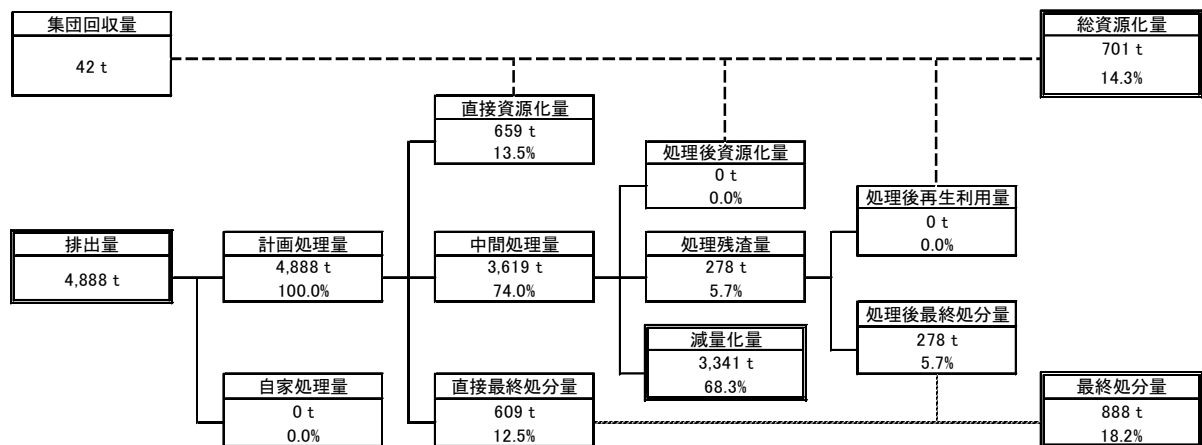 集団回収量
42 t
総資源化量
701 t
14.3%
直接資源化量
659 t
13.5%
処理後資源化量
0 t
0.0%
処理後再生利用量
0 t
0.0%
排出量
4,888 t
計画処理量
4,888 t
100.0%
中間処理量
3,619 t
74.0%
処理残渣量
278 t
5.7%
処理後最終処分量
278 t
5.7%
減量化量
3,341 t
68.3%
自家処理量
0 t
0.0%
直接最終処分量
609 t
12.5%
最終処分量
888 t
18.2%